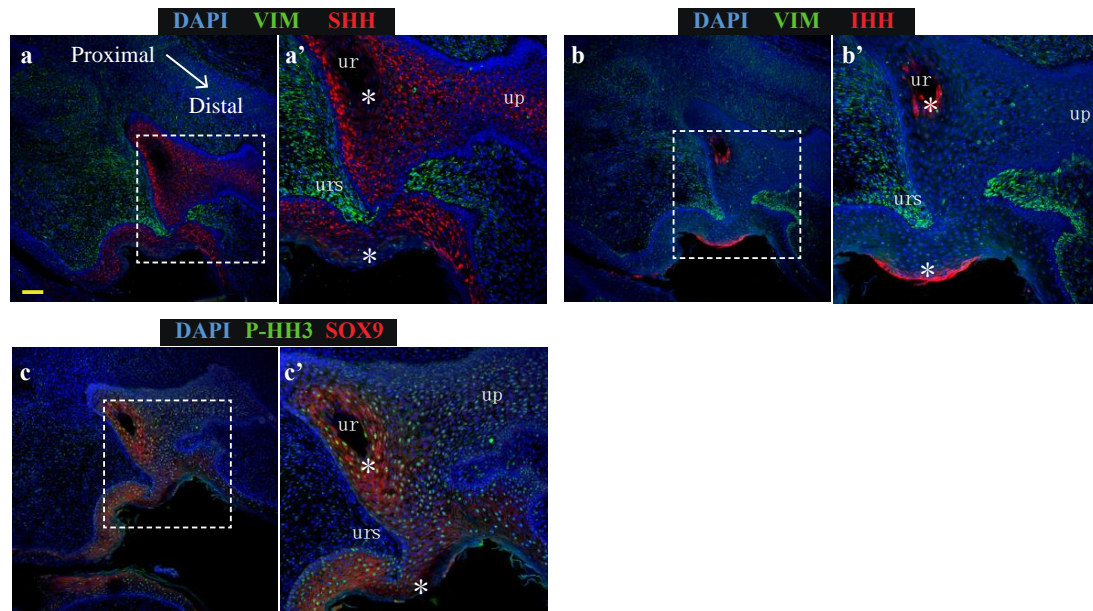 DAPI VIM SHH
DAPI VIM IHH
a
Proximal
Distal
a’
ur
*
up
urs
*
b
b’
ur
*
up
urs
*
DAPI P-HH3 SOX9
c
c’
up
ur
*
urs
*